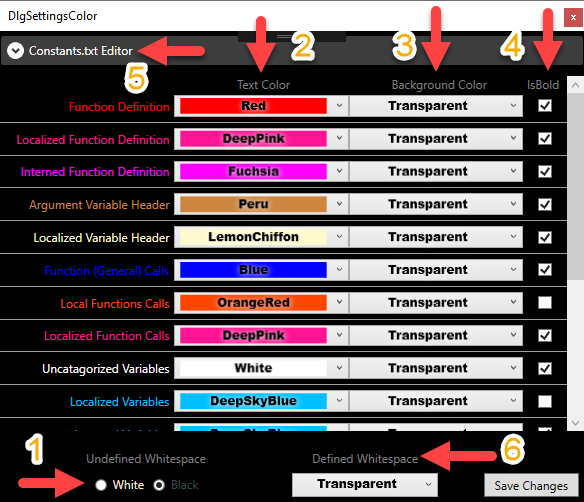 DlgSettingsColor
Constants.txt Editor
2
3
4
5
Text Color Background Color IsBold
Function Definition Red Transparent
Localized Function Definition DeepPink Transparent
Interned Function Definition Fuchsia Transparent
Argument Variable Header Peru Transparent
Localized Variable Header LemonChiffon Transparent
Function (General) Calls Blue Transparent
Local Functions Calls OrangeRed Transparent
Localized Function Calls DeepPink Transparent
Uncatagorized Variables White Transparent
Localized Variables DeepSkyBlue Transparent
1
6
Undefined Whitespace Defined Whitespace
White Black Transparent Save Changes